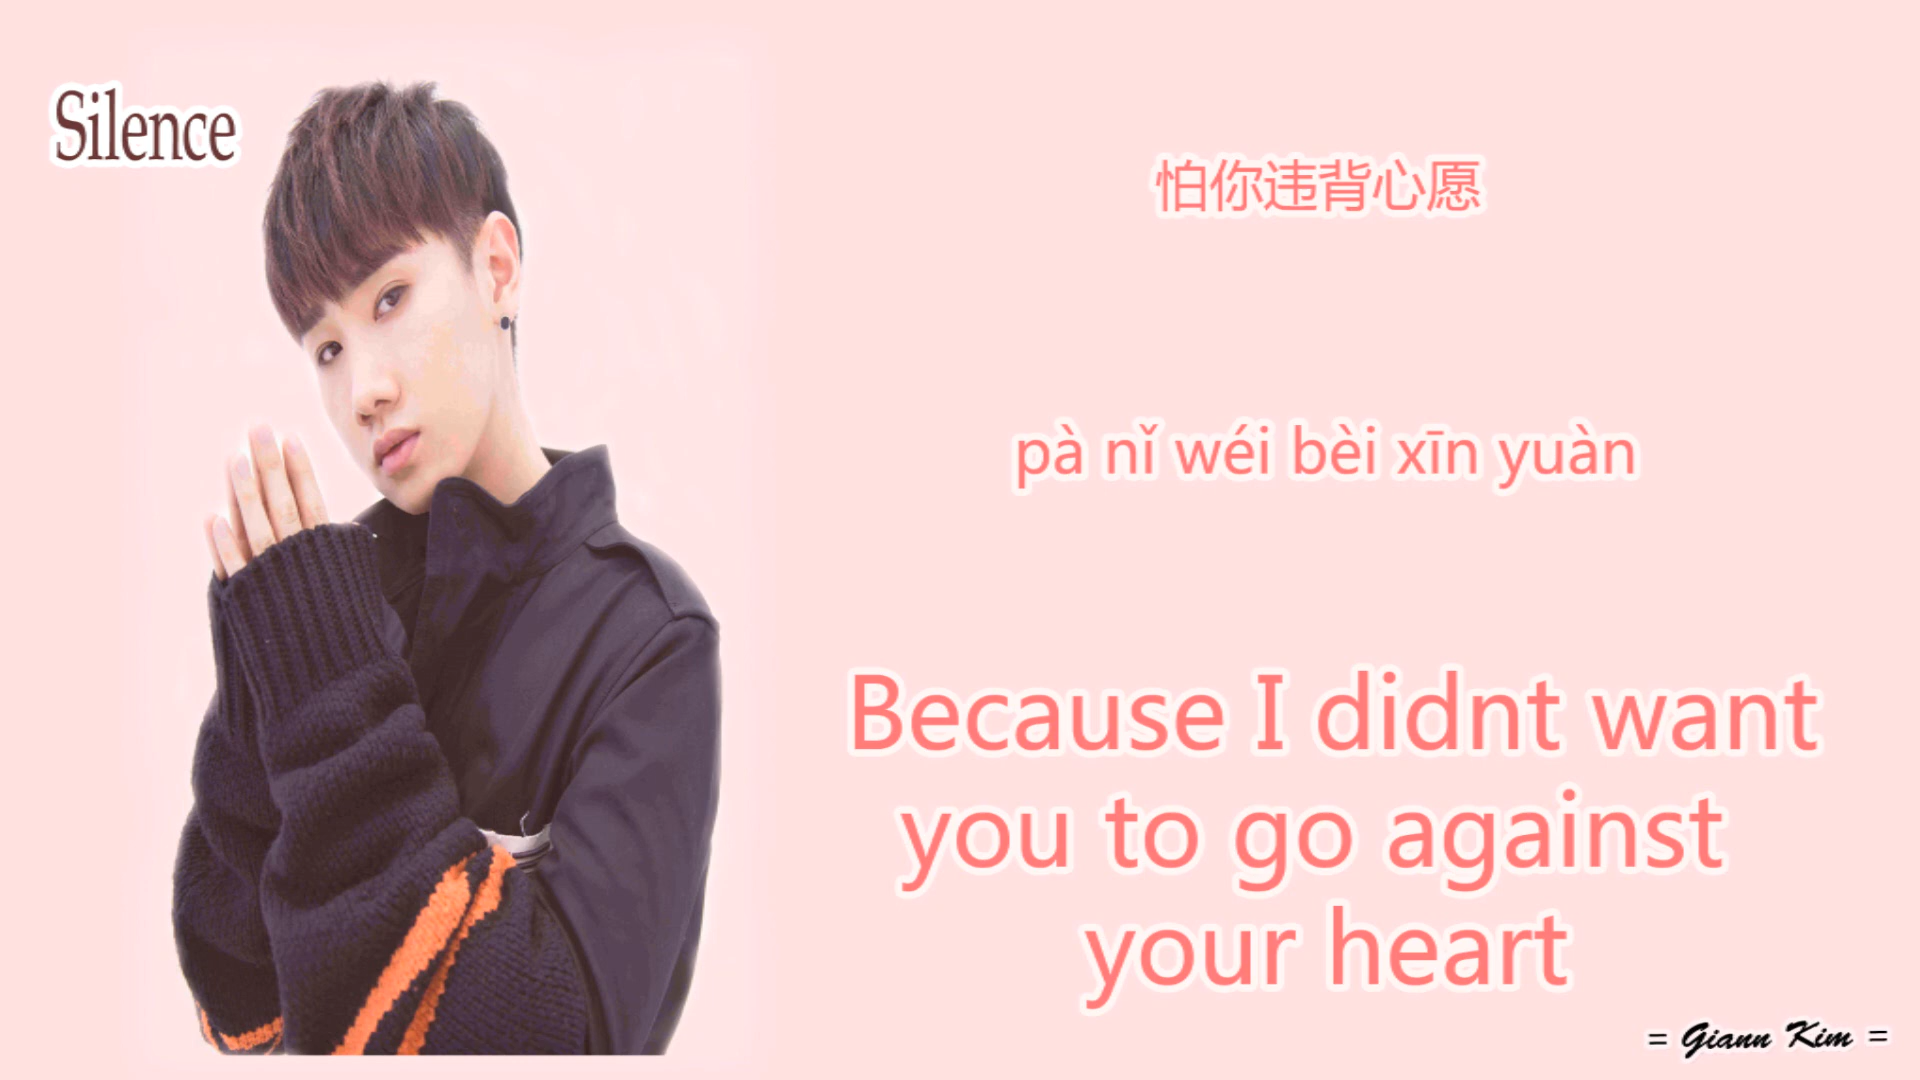 Silence
怕你违背心愿
pà nǐ wéi bèi xīn yuàn
Because I didnt want
you to go against
your heart
= Giann Kim =